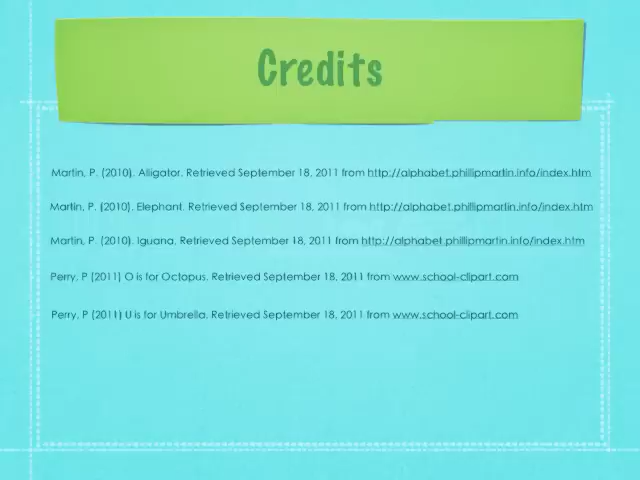 Credits
Martin, P. (2010). Alligator. Retrieved September 18, 2011 from http://alphabet.phillipmartin.info/index.htm
Martin, P. (2010). Elephant. Retrieved September 18, 2011 from http://alphabet.phillipmartin.info/index.htm
Martin, P. (2010). Iguana. Retrieved September 18, 2011 from http://alphabet.phillipmartin.info/index.htm
Perry, P (2011) O is for Octopus. Retrieved September 18, 2011 from www.school-clipart.com
Perry, P (2011) U is for Umbrella. Retrieved September 18, 2011 from www.school-clipart.com